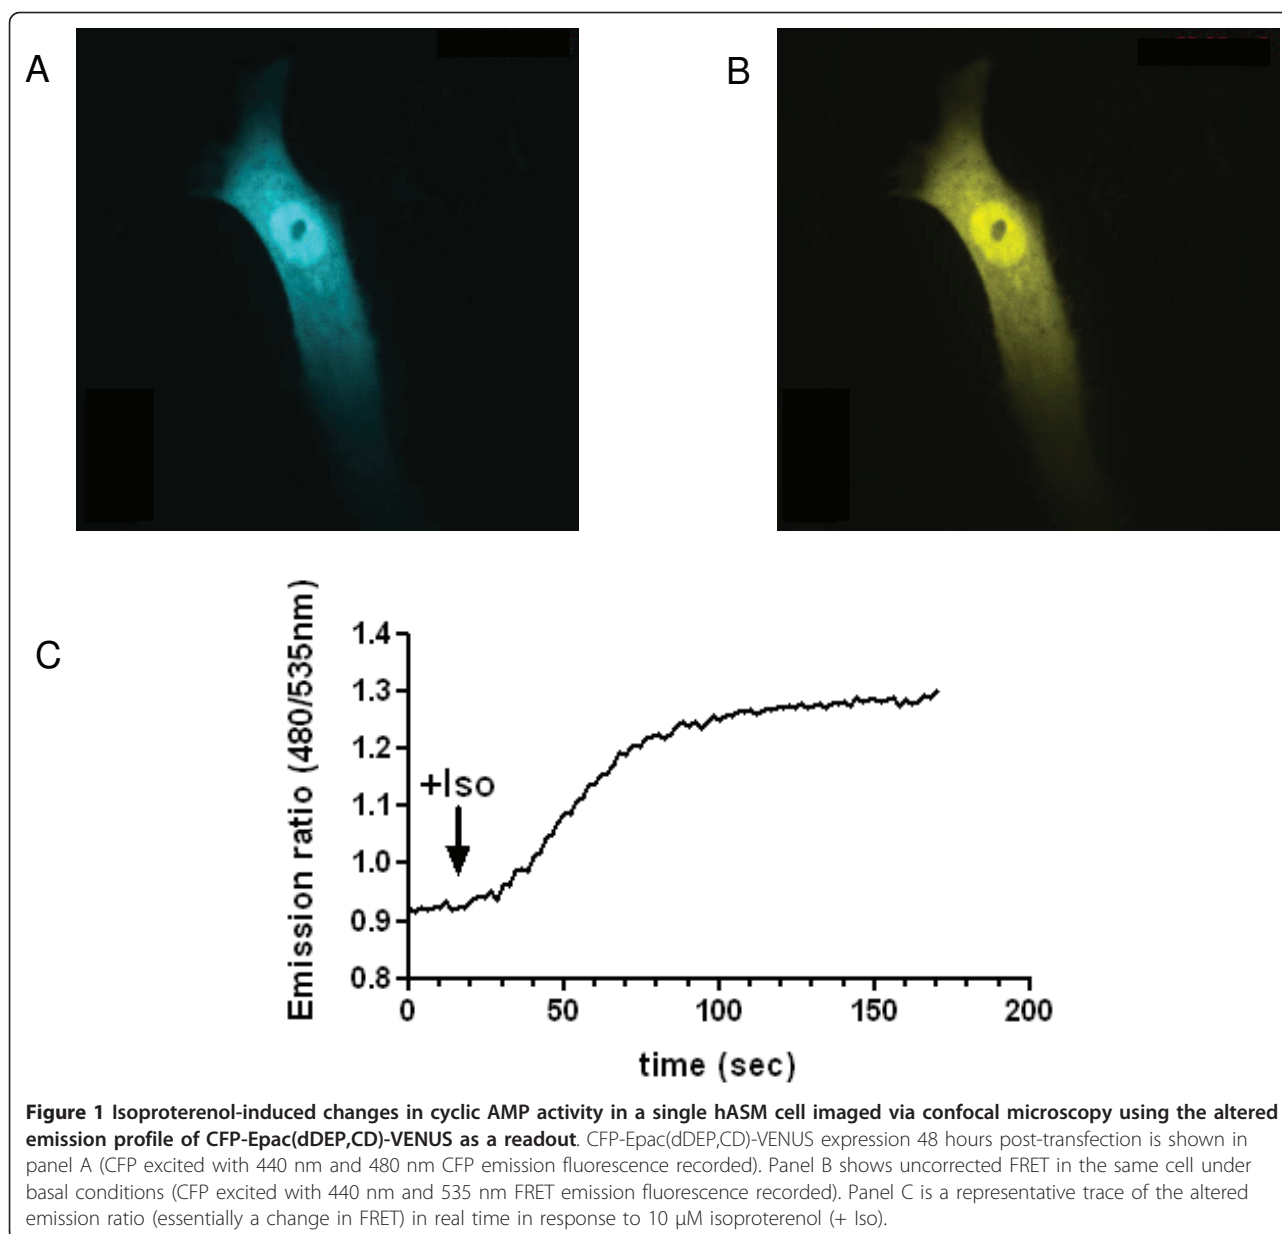 A
B
C
Emission ratio (480/535nm)
1.4
1.3
1.2
1.1
1.0
0.9
0.8
+Iso
0
50
100
150
200
time (sec)
Figure 1 Isoproterenol-induced changes in cyclic AMP activity in a single hASM cell imaged via confocal microscopy using the altered
emission profile of CFP-Epac(dDEP,CD)-VENUS as a readout. CFP-Epac(dDEP,CD)-VENUS expression 48 hours post-transfection is shown in
panel A (CFP excited with 440 nm and 480 nm CFP emission fluorescence recorded). Panel B shows uncorrected FRET in the same cell under
basal conditions (CFP excited with 440 nm and 535 nm FRET emission fluorescence recorded). Panel C is a representative trace of the altered
emission ratio (essentially a change in FRET) in real time in response to 10 μM isoproterenol (+ Iso).